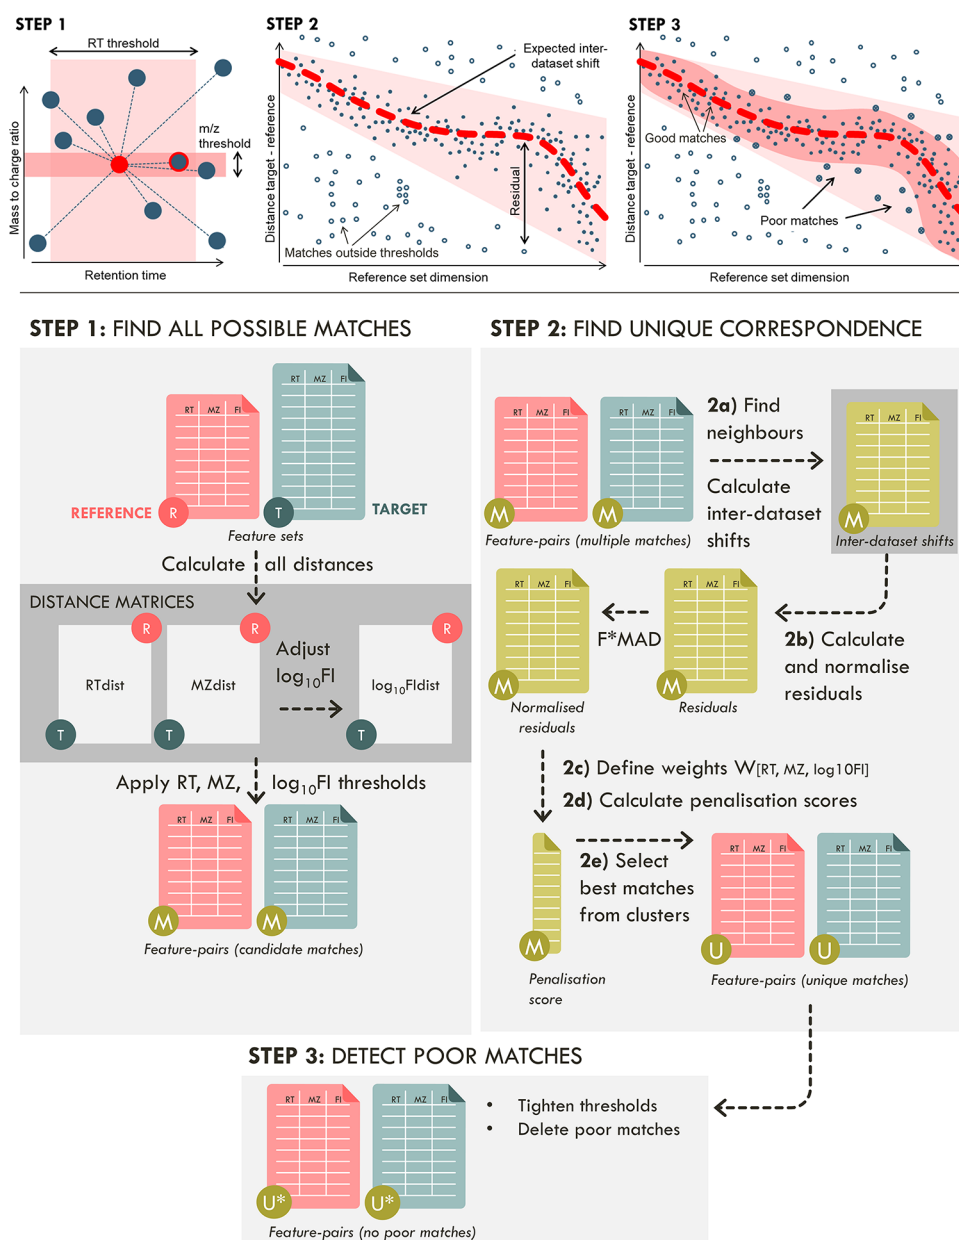 STEP 1
RT threshold
m/z
threshold
Mass to charge ratio
Retention time
STEP 2
Expected inter-
dataset shift
Distance target - reference
Residual
Matches outside thresholds
Reference set dimension
STEP 3
Distance target - reference
Good matches
Poor matches
Reference set dimension
STEP 1: FIND ALL POSSIBLE MATCHES
RT MZ FI
RT MZ FI
REFERENCE R
T TARGET
Feature sets
Calculate all distances
DISTANCE MATRICES
R
R
R
RTdist
MZdist
Adjust
log₁₀FI
log₁₀FIdist
T
T
T
Apply RT, MZ, log₁₀FI thresholds
RT MZ FI
RT MZ FI
M
M
Feature-pairs (candidate matches)
STEP 2: FIND UNIQUE CORRESPONDENCE
RT MZ FI
RT MZ FI
M
M
Feature-pairs (multiple matches)
2a) Find
neighbours
Calculate
inter-dataset
shifts
RT MZ FI
M
Inter-dataset shifts
2b) Calculate
and normalise
residuals
RT MZ FI
M
Residuals
F*MAD
RT MZ FI
M
Normalised
residuals
2c) Define weights W[RT, MZ, log10FI]
2d) Calculate penalisation scores
M
Penalisation
score
2e) Select
best matches
from clusters
RT MZ FI
RT MZ FI
U
U
Feature-pairs (unique matches)
STEP 3: DETECT POOR MATCHES
RT MZ FI
RT MZ FI
U*
U*
Feature-pairs (no poor matches)
• Tighten thresholds
• Delete poor matches